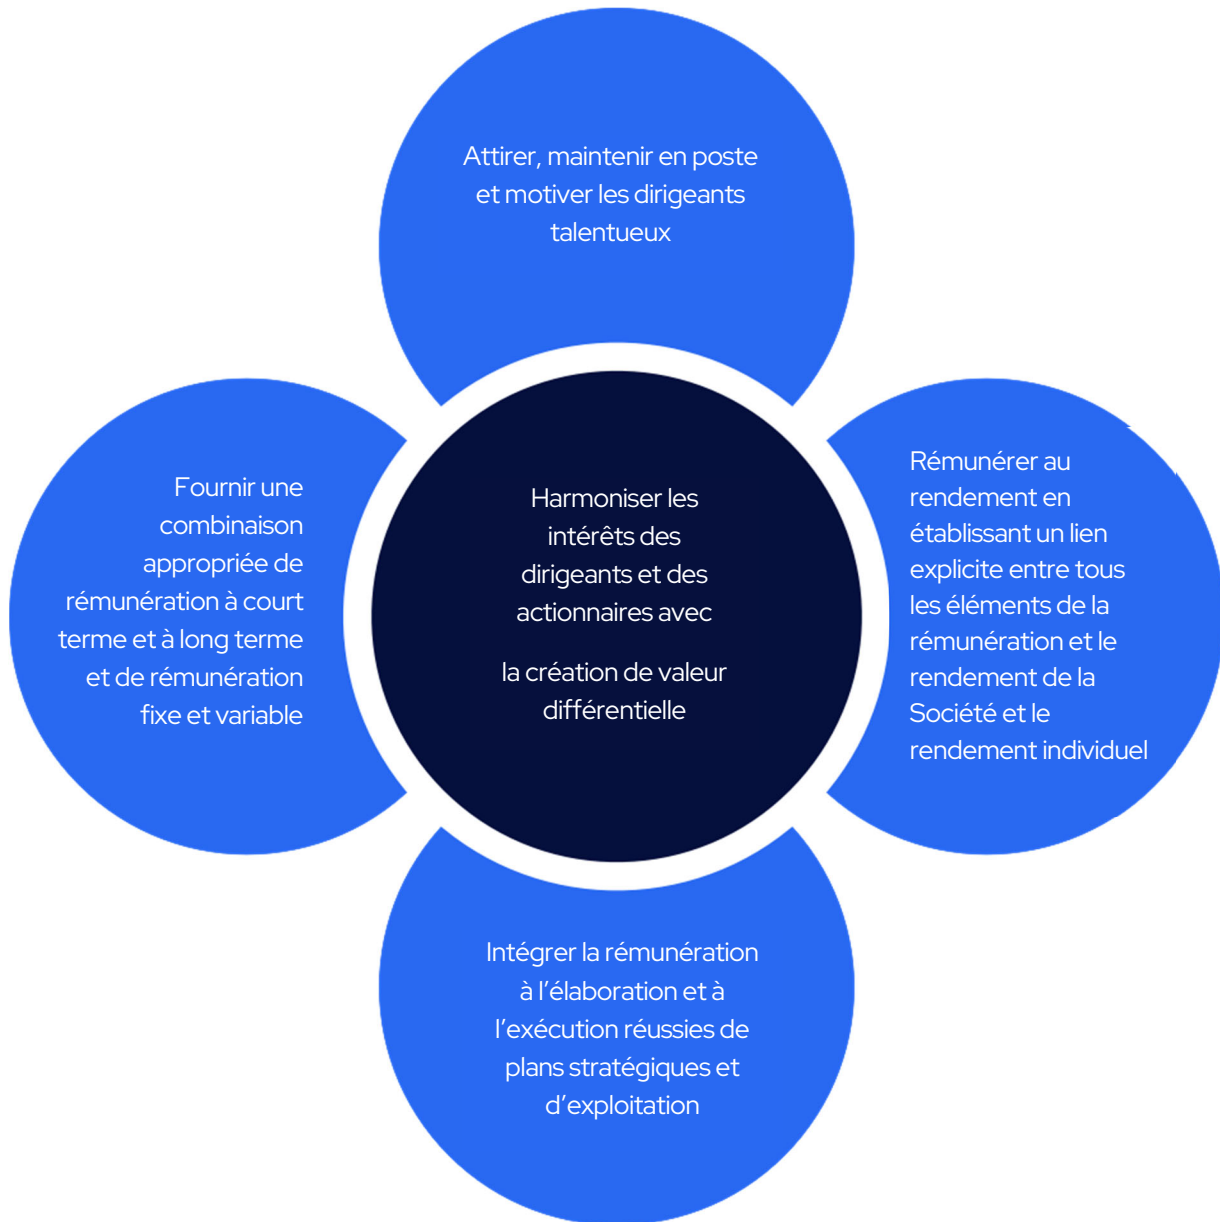 Attirer, maintenir en poste
et motiver les dirigeants
talentueux
Fournir une
combinaison
appropriée de
rémunération à court
terme et à long terme
et de rémunération
fixe et variable
Harmoniser les
intérêts des
dirigeants et des
actionnaires avec
la création de valeur
différentielle
Rémunérer au
rendement en
établissant un lien
explicite entre tous
les éléments de la
rémunération et le
rendement de la
Société et le
rendement individuel
Intégrer la rémunération
à l’élaboration et à
l’exécution réussies de
plans stratégiques et
d’exploitation